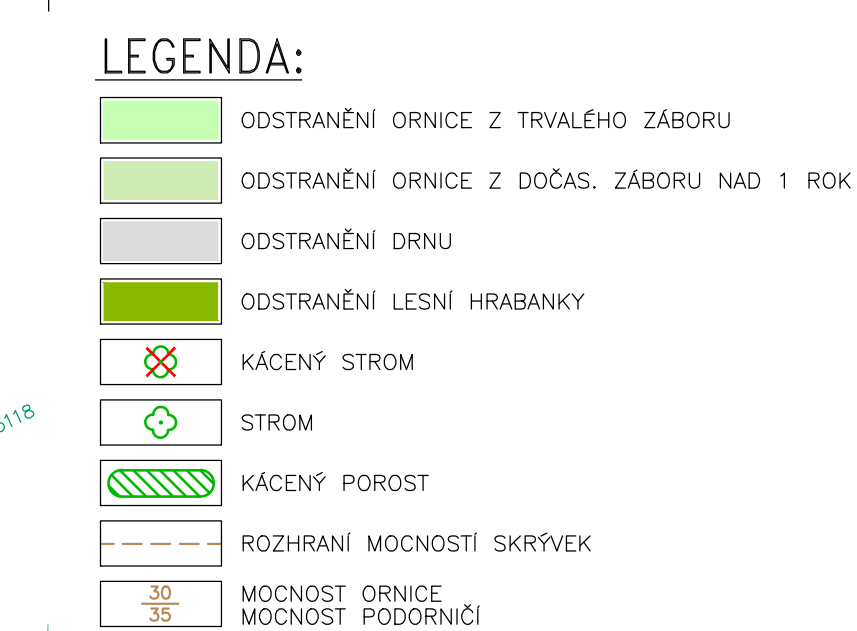 LEGENDA:
ODSTRANĚNÍ ORNICE Z TRVALÉHO ZÁBORU
ODSTRANĚNÍ ORNICE Z DOČAS. ZÁBORU NAD 1 ROK
ODSTRANĚNÍ DRNU
ODSTRANĚNÍ LESNÍ HRABANKY
KÁCENÝ STROM
6118
STROM
KÁCENÝ POROST
ROZHRANÍ MOCNOSTÍ SKRÝVEK
30 MOCNOST ORNICE
35 MOCNOST PODORNIČÍ